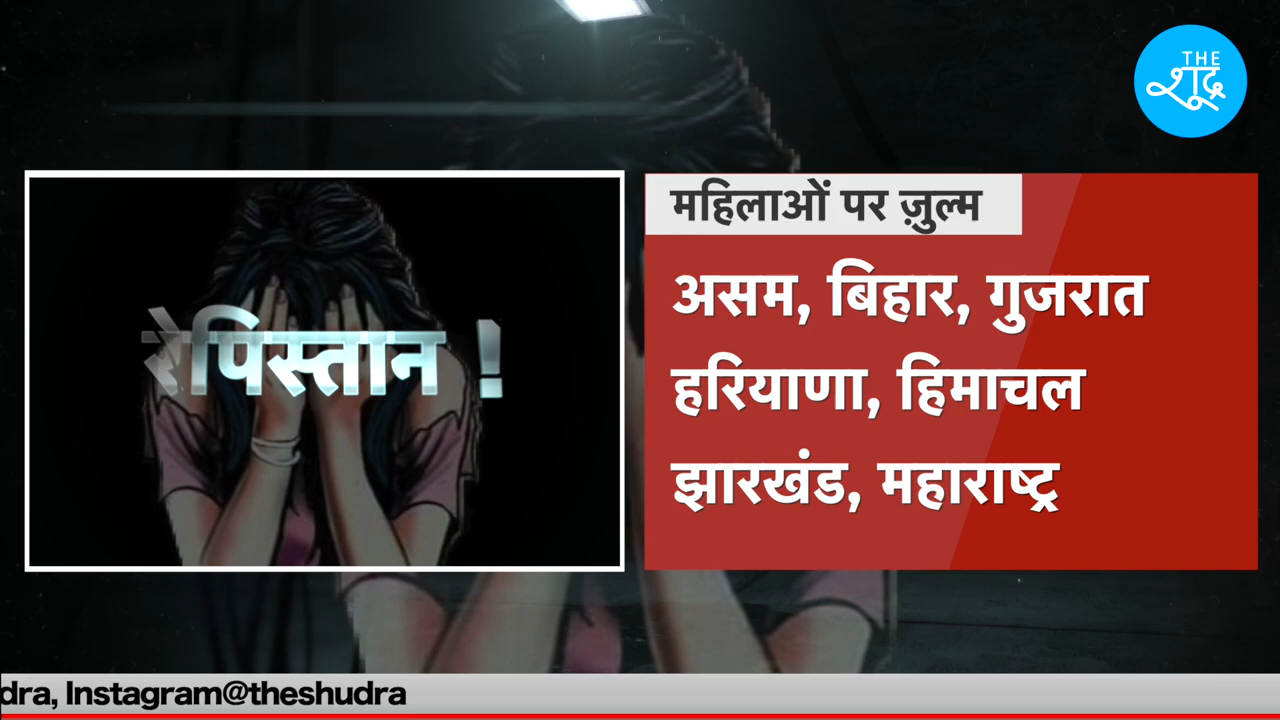 THE
शूद्र
महिलाओं पर ज़ुल्म
रेपिस्तान !
असम, बिहार, गुजरात
हरियाणा, हिमाचल
झारखंड, महाराष्ट्र
dra, Instagram@theshudra